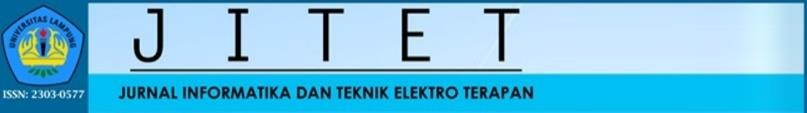 UNIVERSITAS LAMPUNG
ISSN: 2303-0577
J I T E T
JURNAL INFORMATIKA DAN TEKNIK ELEKTRO TERAPAN